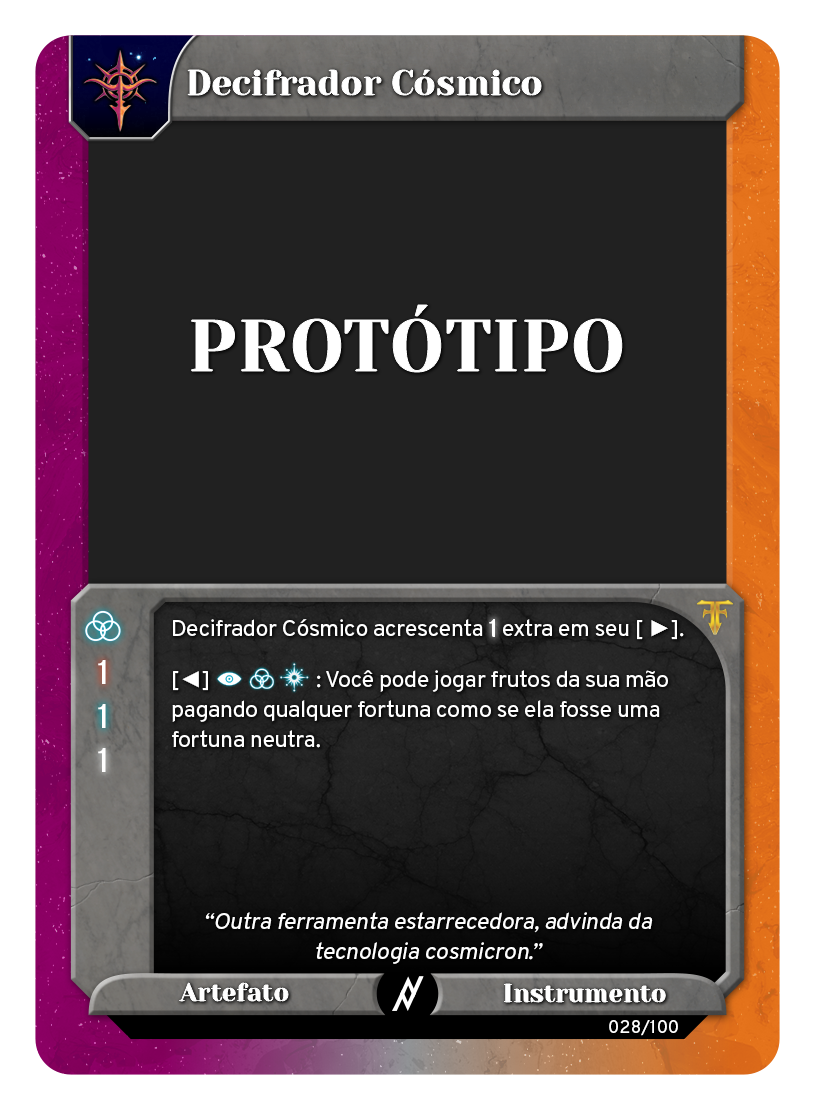 Decifrador Cósmico
PROTÓTIPO
1
1
1
Decifrador Cósmico acrescenta 1 extra em seu [ ► ].
[◄] : Você pode jogar frutos da sua mão
pagando qualquer fortuna como se ela fosse uma
fortuna neutra.
“Outra ferramenta estarrecedora, advinda da
tecnologia cosmicron.”
Artefato
Instrumento
028/100